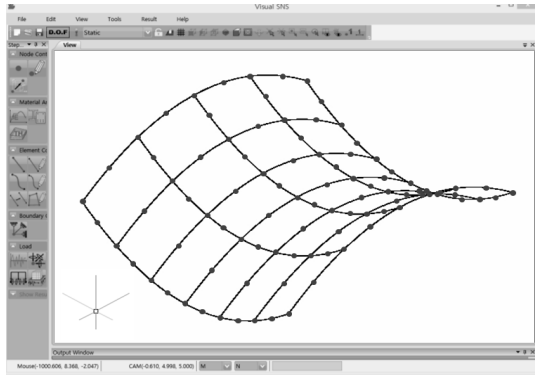 Visual SNS
File Edit View Tools Result Help
D.O.F Static
Step...
View
Node Cont
Material A
Element C
Boundary
Load
Output Window
Mouse(-1000.606, 8.368, -2.047) CAM(-0.610, 4.998, 5.000) M N